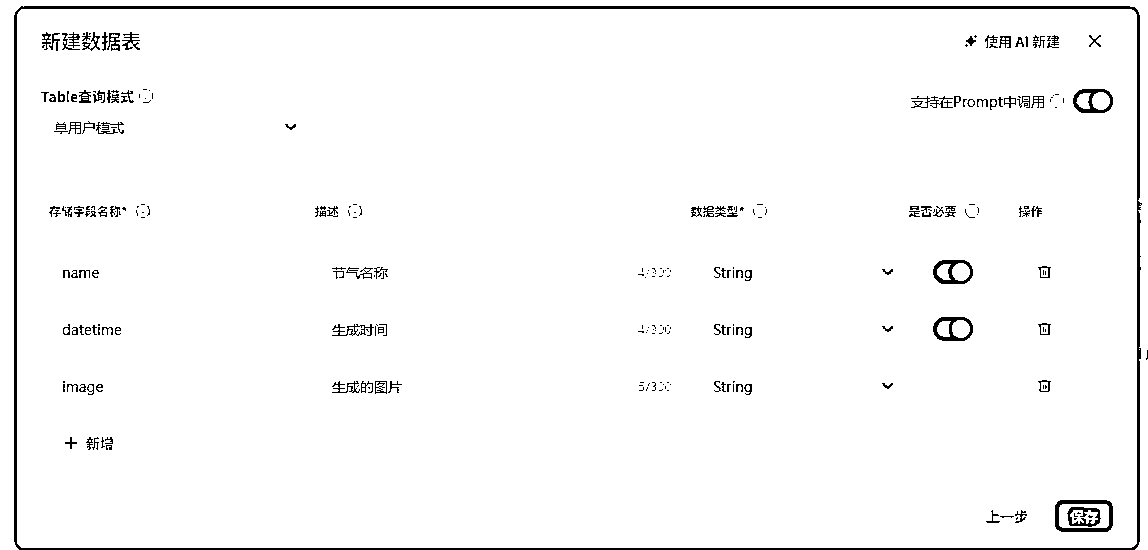 新建数据表
使用 AI 新建
Table查询模式
支持在Prompt中调用
单用户模式
存储字段名称* 描述 数据类型* 是否必要 操作
name 节气名称 4/300 String
datetime 生成时间 4/300 String
image 生成的图片 5/300 String
+ 新增
上一步 保存